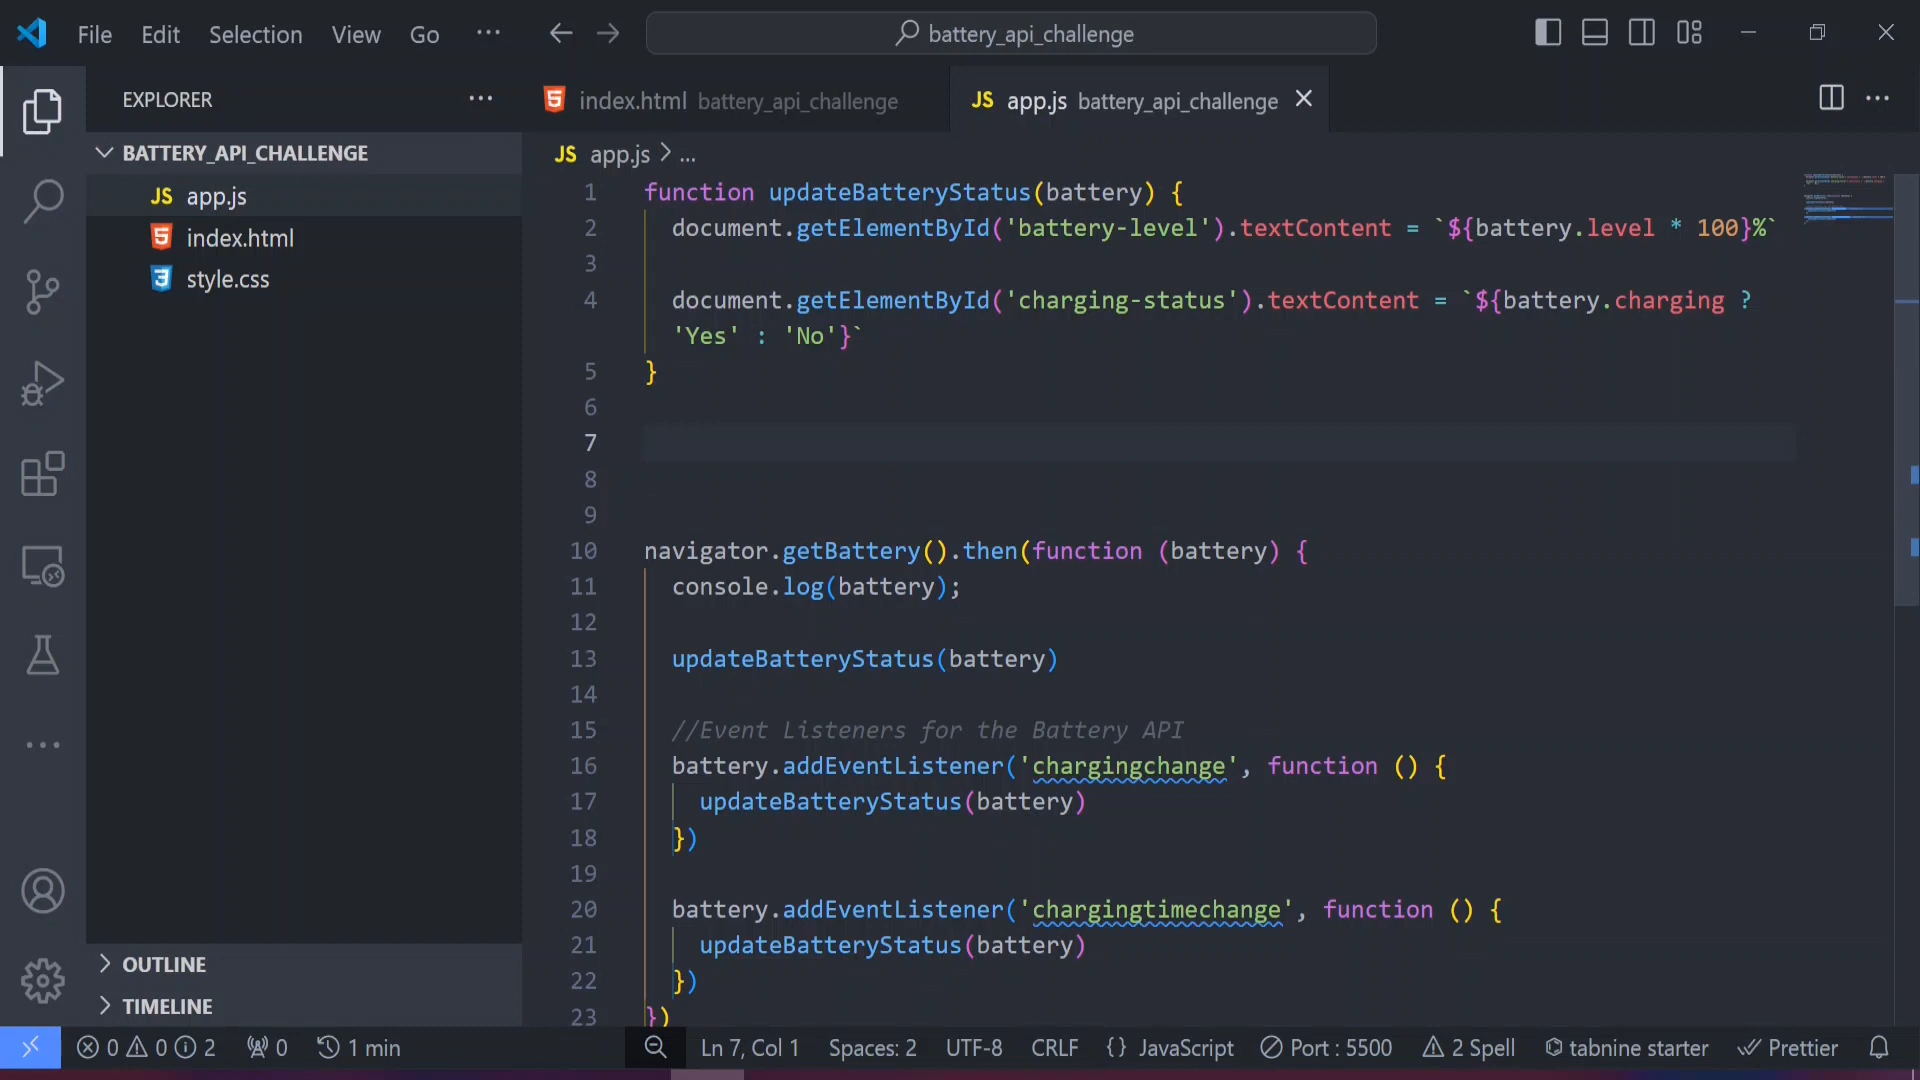 File Edit Selection View Go ··· battery_api_challenge
EXPLORER ···
BATTERY_API_CHALLENGE
JS app.js
index.html
style.css
OUTLINE
TIMELINE
index.html battery_api_challenge JS app.js battery_api_challenge
JS app.js > ...
1 function updateBatteryStatus(battery) {
2 document.getElementById('battery-level').textContent = `${battery.level * 100}%`
3
4 document.getElementById('charging-status').textContent = `${battery.charging ?
'Yes' : 'No'}`
5 }
6
7
8
9
10 navigator.getBattery().then(function (battery) {
11 console.log(battery);
12
13 updateBatteryStatus(battery)
14
15 //Event Listeners for the Battery API
16 battery.addEventListener('chargingchange', function () {
17 updateBatteryStatus(battery)
18 })
19
20 battery.addEventListener('chargingtimechange', function () {
21 updateBatteryStatus(battery)
22 })
23 })
0 0 2 0 1 min Ln 7, Col 1 Spaces: 2 UTF-8 CRLF {} JavaScript Port : 5500 2 Spell tabnine starter Prettier